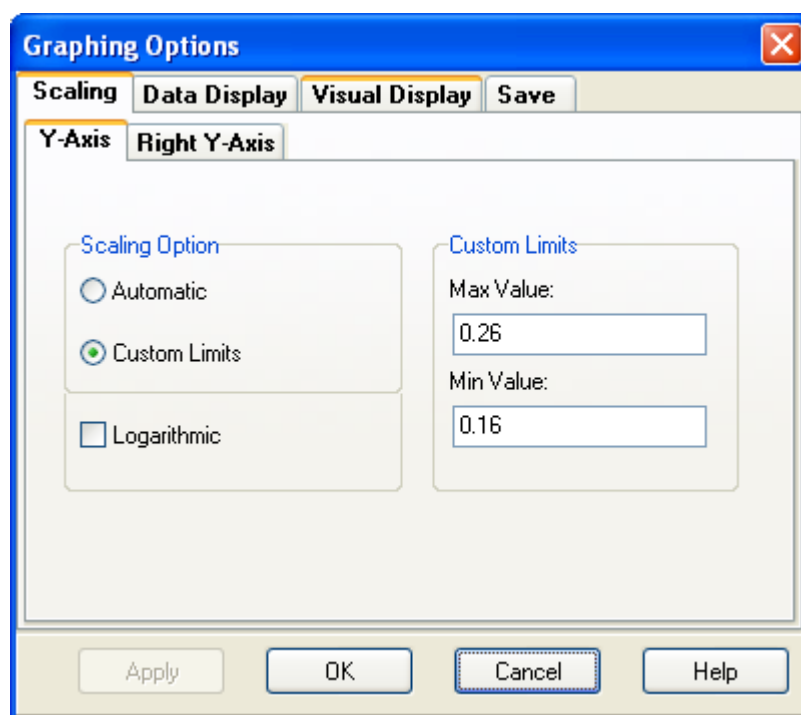 Graphing Options
Scaling Data Display Visual Display Save
Y-Axis Right Y-Axis
Scaling Option
Automatic
Custom Limits
Logarithmic
Custom Limits
Max Value:
0.26
Min Value:
0.16
Apply OK Cancel Help